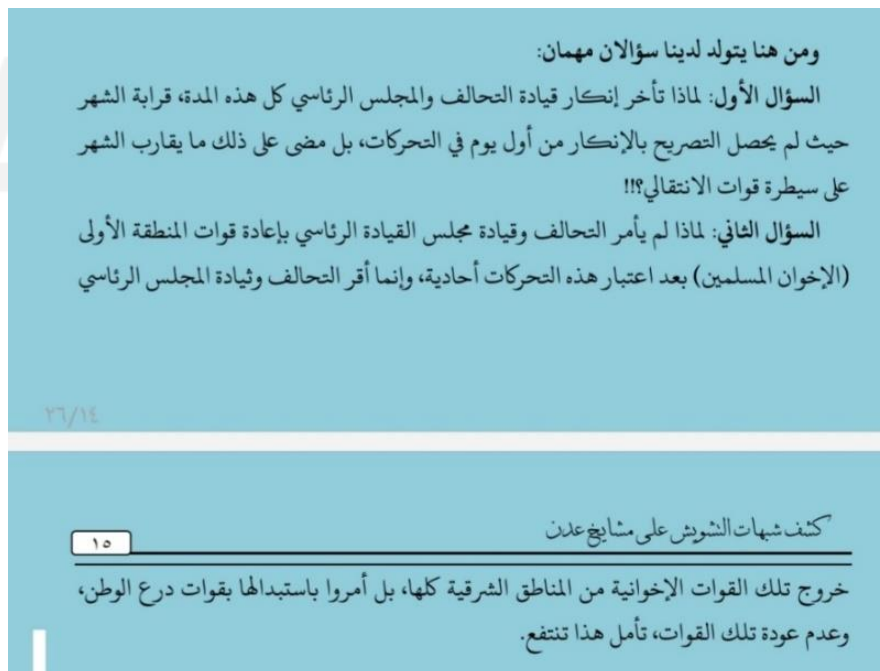 ومن هنا يتولد لدينا سؤالان مهمان:
السؤال الأول: لماذا تأخر إنكار قيادة التحالف والمجلس الرئاسي كل هذه المدة، قرابة الشهر
حيث لم يحصل التصريح بالإنكار من أول يوم في التحركات، بل مضى على ذلك ما يقارب الشهر
على سيطرة قوات الانتقالي؟!!
السؤال الثاني: لماذا لم يأمر التحالف وقيادة مجلس القيادة الرئاسي بإعادة قوات المنطقة الأولى
(الإخوان المسلمين) بعد اعتبار هذه التحركات أحادية، وإنما أقر التحالف وثيادة المجلس الرئاسي
٢٦/١٤
كشف شبهات التشويش على مشايخ عدن
١٥
خروج تلك القوات الإخوانية من المناطق الشرقية كلها، بل أمروا باستبدالها بقوات درع الوطن،
وعدم عودة تلك القوات، تأمل هذا تنتفع.